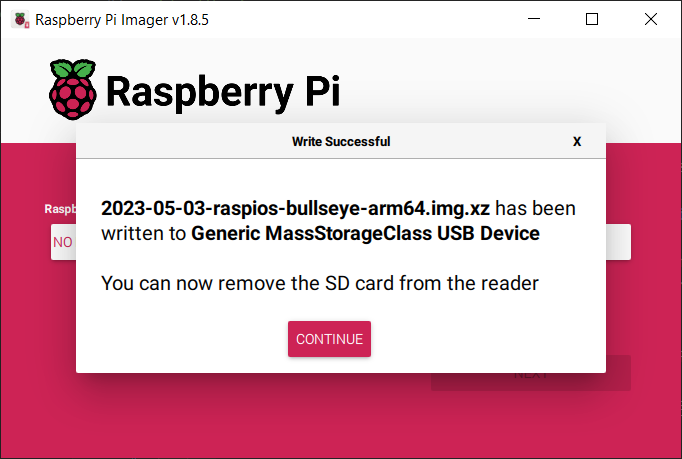 Raspberry Pi Imager v1.8.5
Raspberry Pi
Write Successful
X
Raspb
NO
2023-05-03-raspios-bullseye-arm64.img.xz has been
written to Generic MassStorageClass USB Device
You can now remove the SD card from the reader
CONTINUE
NEXT